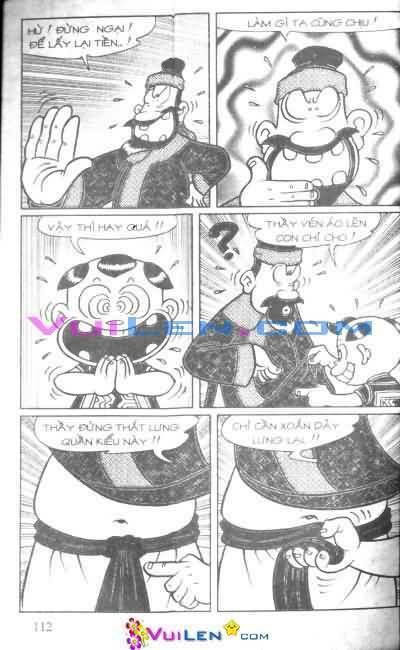 HỪ! ĐỪNG NGẠI!
ĐỂ LẤY LẠI TIỀN..!
LÀM GÌ TA CŨNG CHỊU!
VẬY THÌ HAY QUÁ!!
THẦY VÉN ÁO LÊN
CON CHỈ CHO!
?
VuiLen.com
THẦY ĐỪNG THẮT LƯNG
QUẦN KIỂU NÀY!!
CHỈ CẦN XOẮN DÂY
LƯNG LẠI!!
112
VuiLen.com